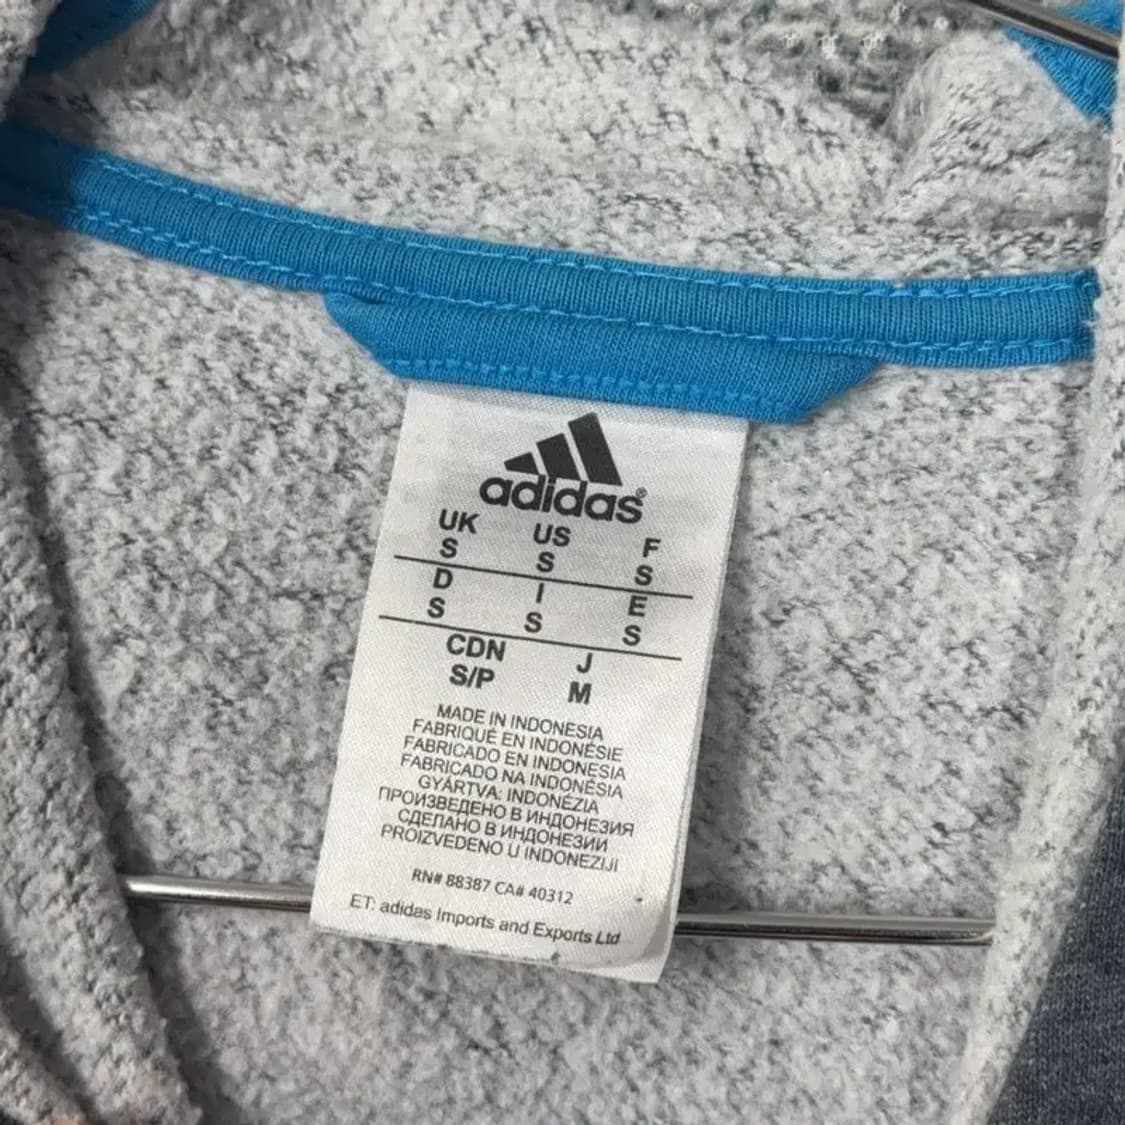 adidas®
UK US F
S S S
D I E
S S S
CDN J
S/P M
MADE IN INDONESIA
FABRIQUÉ EN INDONÉSIE
FABRICADO EN INDONESIA
FABRICADO NA INDONÉSIA
GYÁRTVA: INDONÉZIA
ПРОИЗВЕДЕНО В ИНДОНЕЗИЯ
СДЕЛАНО В ИНДОНЕЗИИ
PROIZVEDENO U INDONEZIJI
RN# 88387 CA# 40312
ET: adidas Imports and Exports Ltd